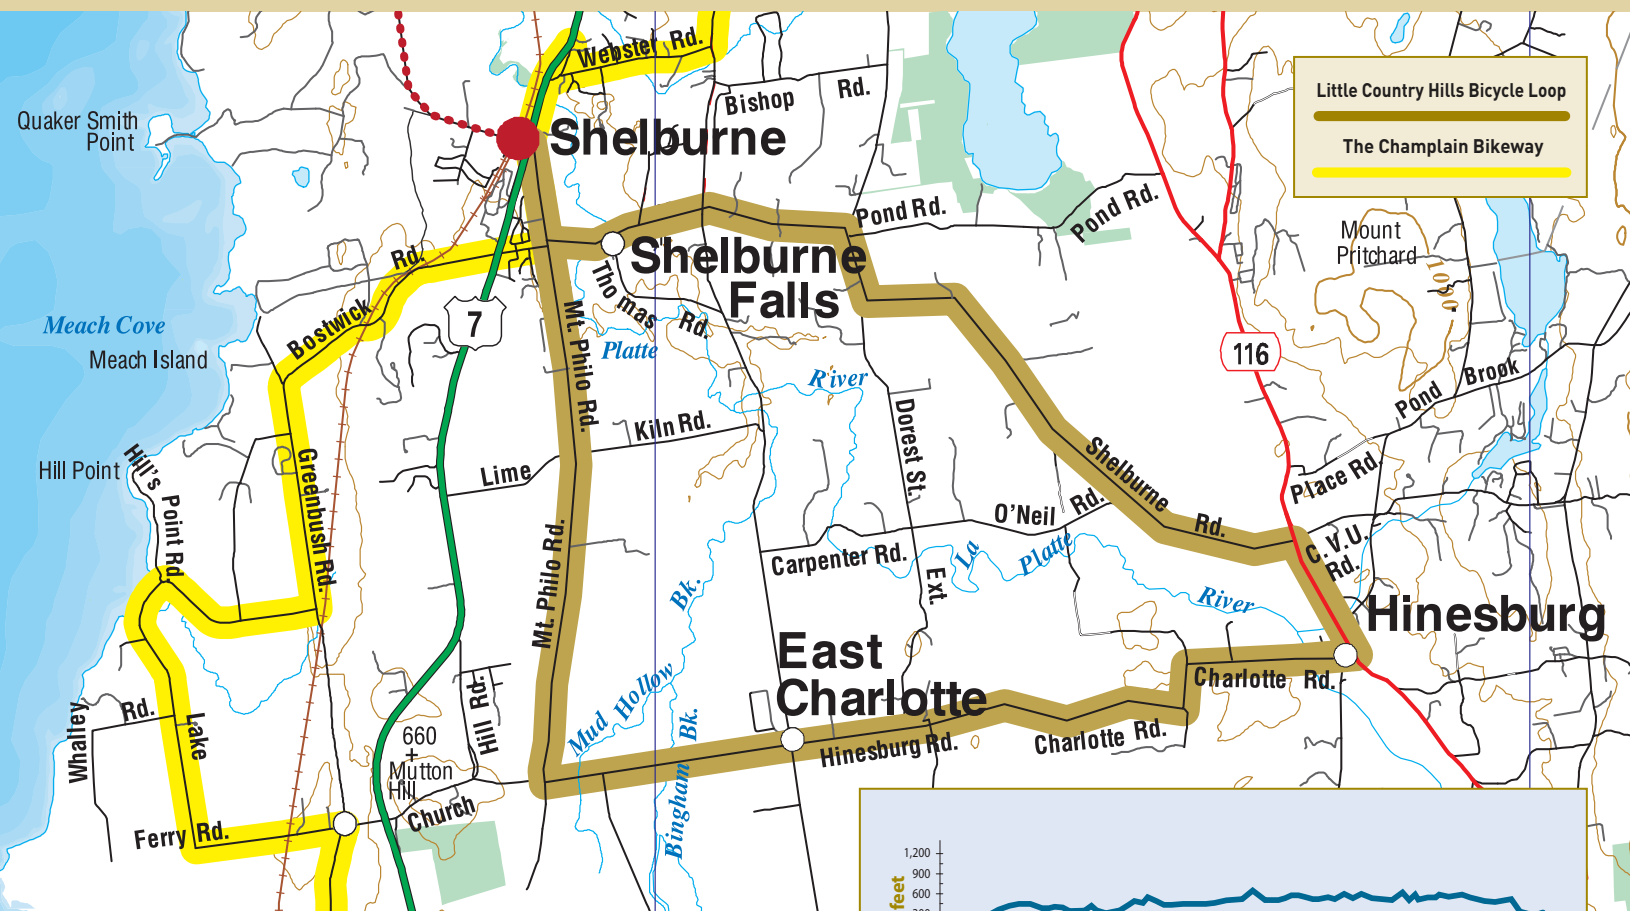 Webster Rd.
Bishop Rd.
Little Country Hills Bicycle Loop
The Champlain Bikeway
Quaker Smith
Point
Shelburne
Pond Rd.
Pond Rd.
Mount
Pritchard
1000'
Bostwick Rd.
Shelburne
Falls
Thomas Rd.
Meach Cove
Meach Island
7
Mt. Philo Rd.
Platte
River
116
Pond Brook
Kiln Rd.
Lime
Dorest St.
Hill Point
Hill's Point Rd.
Greenbush Rd.
Shelburne Rd.
Place Rd.
O'Neil Rd.
C.V.U.
Rd.
Carpenter Rd.
La Platte
River
Ext.
Mt. Philo Rd.
Mud Hollow Bk.
Hinesburg
East
Charlotte
Charlotte Rd.
Whalley Rd.
Lake
Hill Rd.
660
+
Mutton
Hill
Bingham Bk.
Hinesburg Rd.
Charlotte Rd.
Ferry Rd.
Church
1,200
900
600
300
feet